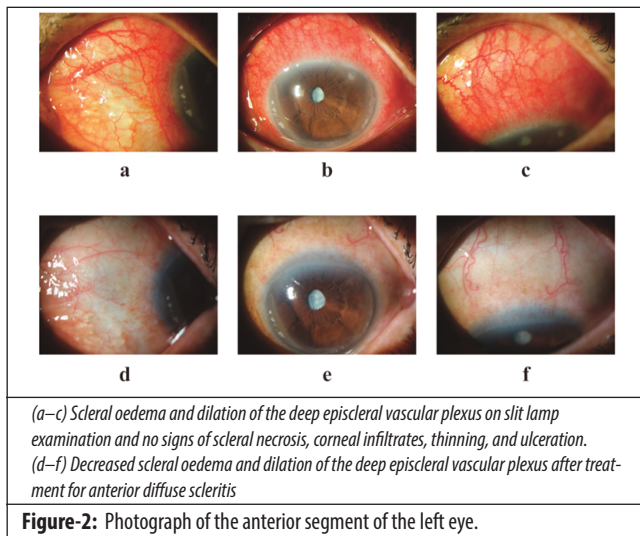 a
b
c
d
e
f
(a–c) Scleral oedema and dilation of the deep episcleral vascular plexus on slit lamp
examination and no signs of scleral necrosis, corneal infiltrates, thinning, and ulceration.
(d–f) Decreased scleral oedema and dilation of the deep episcleral vascular plexus after treat-
ment for anterior diffuse scleritis
Figure-2: Photograph of the anterior segment of the left eye.